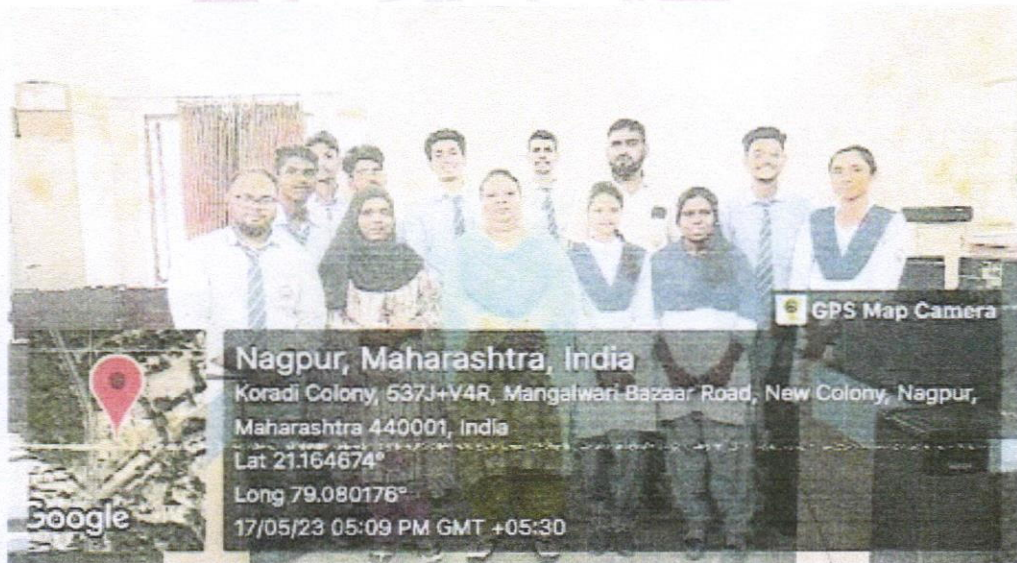 GPS Map Camera
Nagpur, Maharashtra, India
Koradi Colony, 537J+V4R, Mangalwari Bazaar Road, New Colony, Nagpur,
Maharashtra 440001, India
Lat 21.164674°
Long 79.080176°
17/05/23 05:09 PM GMT +05:30
Google